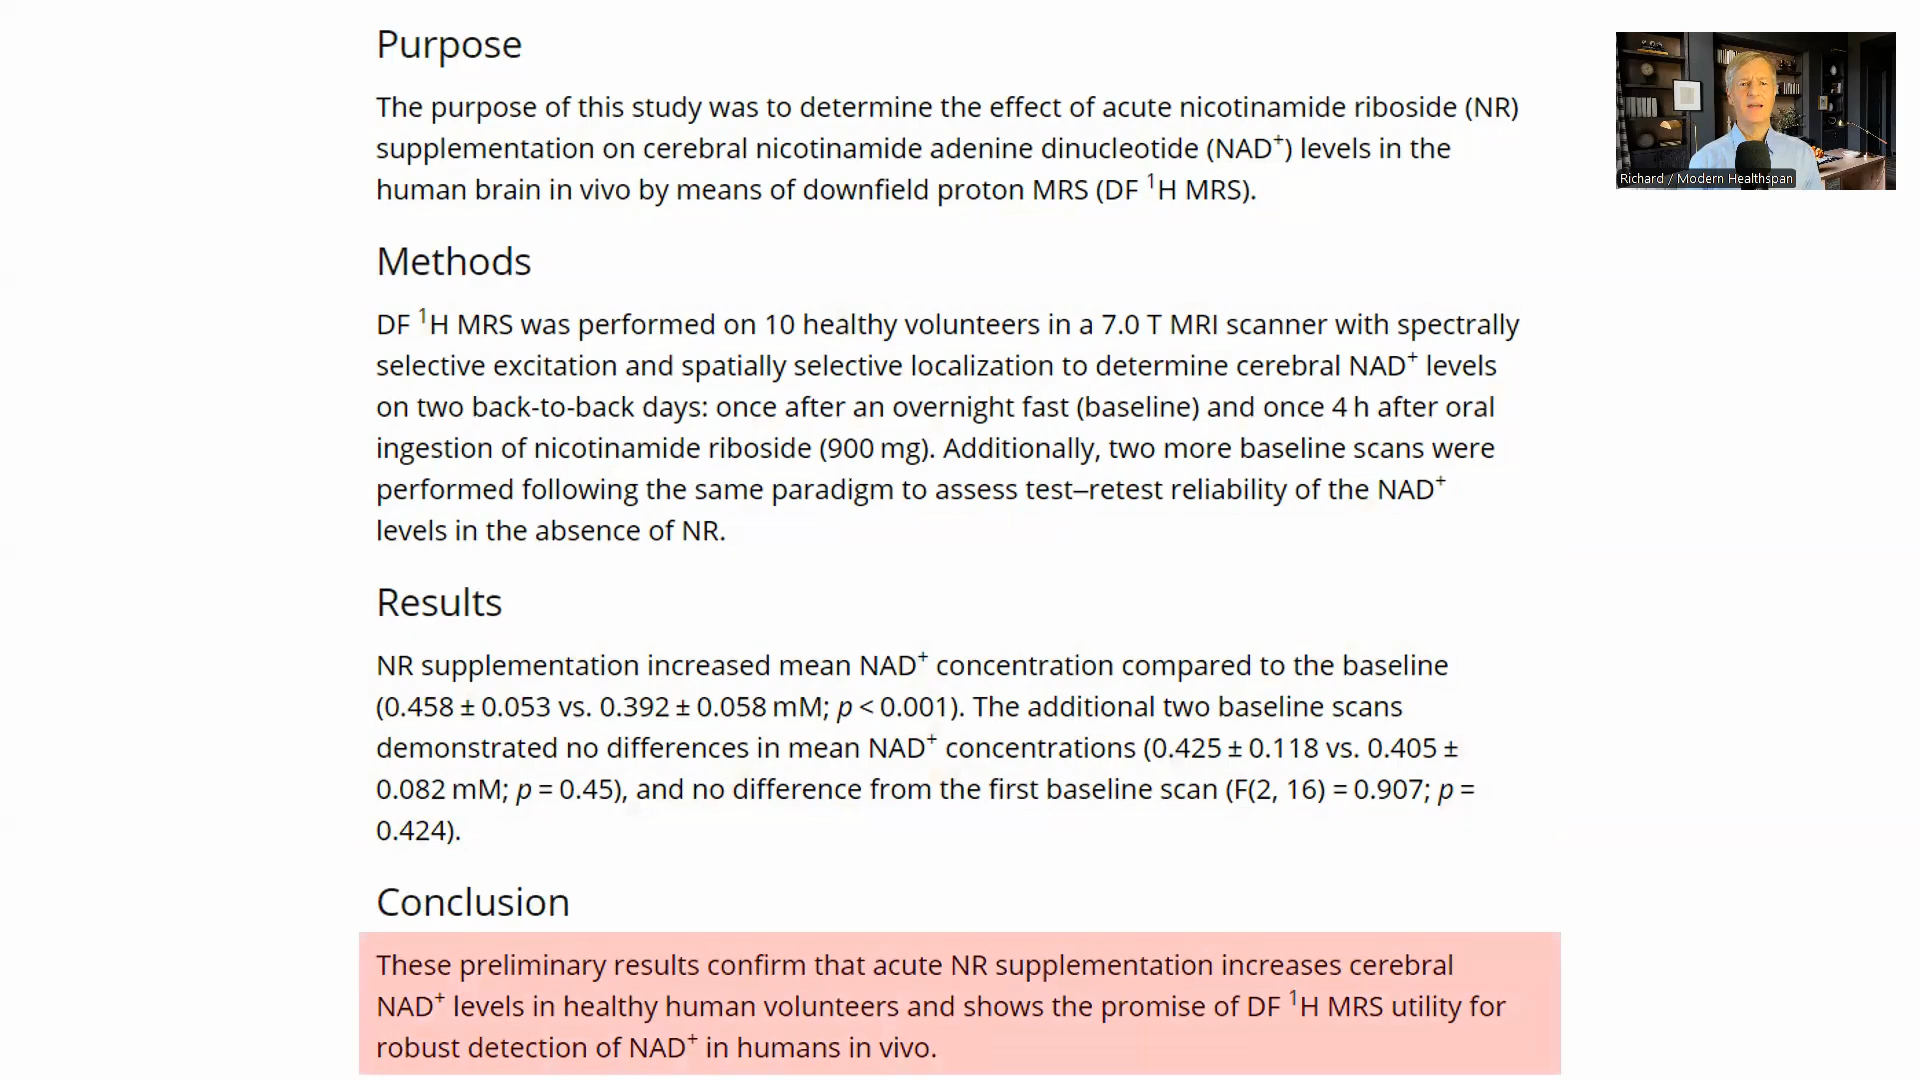 Purpose
The purpose of this study was to determine the effect of acute nicotinamide riboside (NR)
supplementation on cerebral nicotinamide adenine dinucleotide (NAD⁺) levels in the
human brain in vivo by means of downfield proton MRS (DF ¹H MRS).
Methods
DF ¹H MRS was performed on 10 healthy volunteers in a 7.0 T MRI scanner with spectrally
selective excitation and spatially selective localization to determine cerebral NAD⁺ levels
on two back-to-back days: once after an overnight fast (baseline) and once 4 h after oral
ingestion of nicotinamide riboside (900 mg). Additionally, two more baseline scans were
performed following the same paradigm to assess test–retest reliability of the NAD⁺
levels in the absence of NR.
Results
NR supplementation increased mean NAD⁺ concentration compared to the baseline
(0.458 ± 0.053 vs. 0.392 ± 0.058 mM; p < 0.001). The additional two baseline scans
demonstrated no differences in mean NAD⁺ concentrations (0.425 ± 0.118 vs. 0.405 ±
0.082 mM; p = 0.45), and no difference from the first baseline scan (F(2, 16) = 0.907; p =
0.424).
Conclusion
These preliminary results confirm that acute NR supplementation increases cerebral
NAD⁺ levels in healthy human volunteers and shows the promise of DF ¹H MRS utility for
robust detection of NAD⁺ in humans in vivo.
Richard / Modern Healthspan